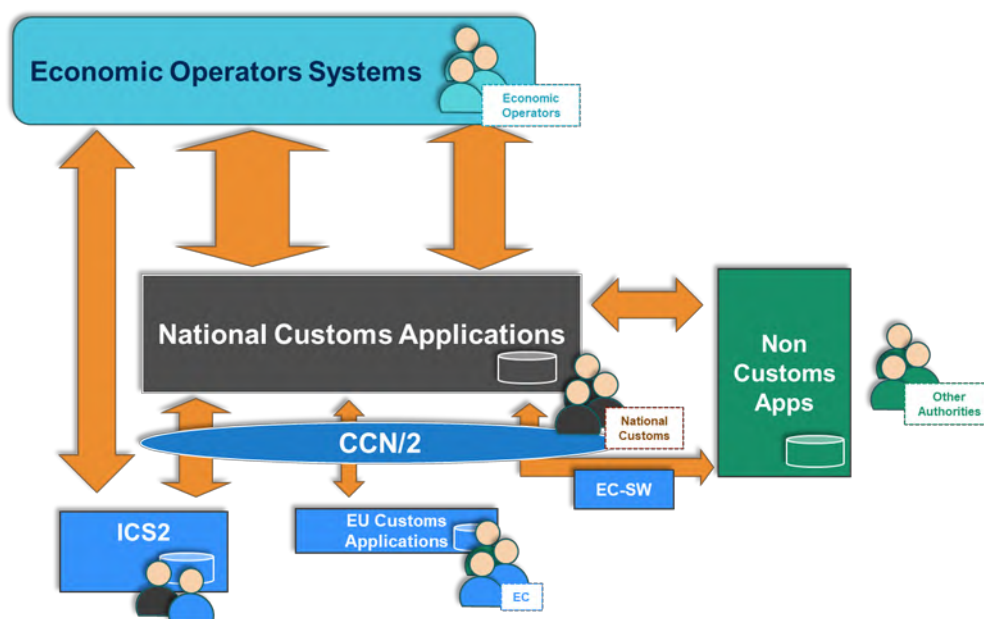 Economic Operators Systems
Economic
Operators
National Customs Applications
Non
Customs
Apps
Other
Authorities
National
Customs
CCN/2
EC-SW
ICS2
EU Customs
Applications
EC